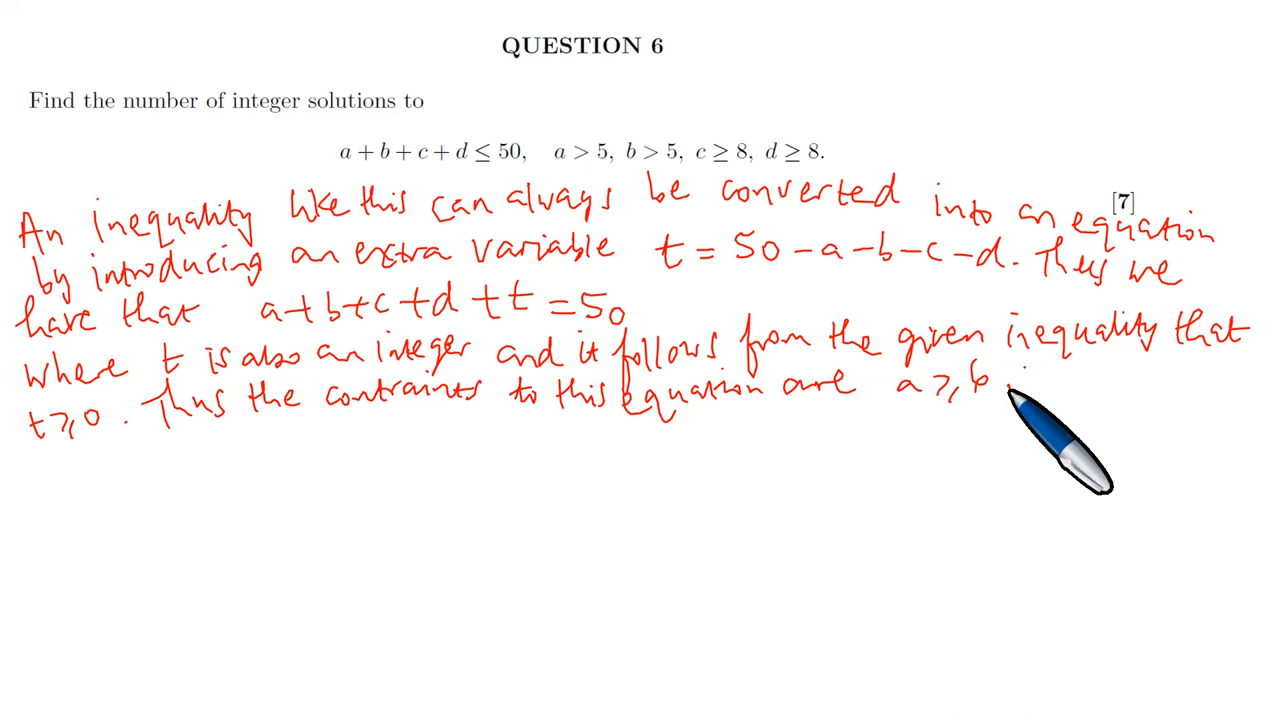 QUESTION 6
Find the number of integer solutions to
a + b + c + d ≤ 50, a > 5, b > 5, c ≥ 8, d ≥ 8.
[7]
An inequality like this can always be converted into an equation
by introducing an extra variable t = 50 - a - b - c - d. Thus we
have that a + b + c + d + t = 50
where t is also an integer and it follows from the given inequality that
t ≥ 0. Thus the contraints to this equation are a ≥ 6